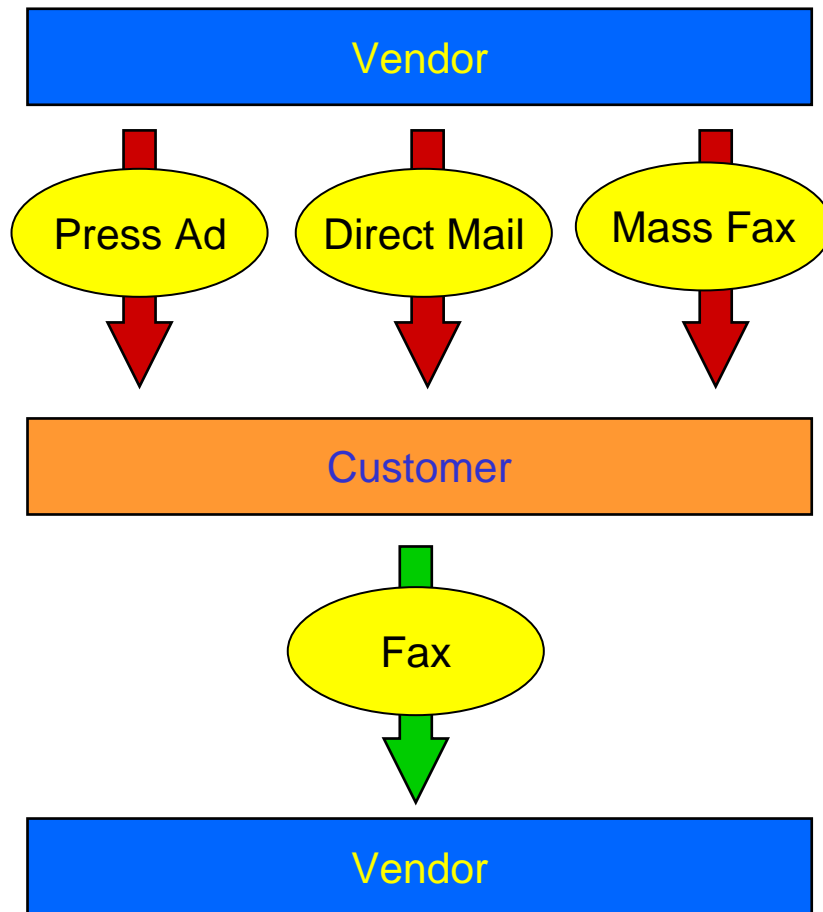 Vendor
Press Ad
Direct Mail
Mass Fax
Customer
Fax
Vendor